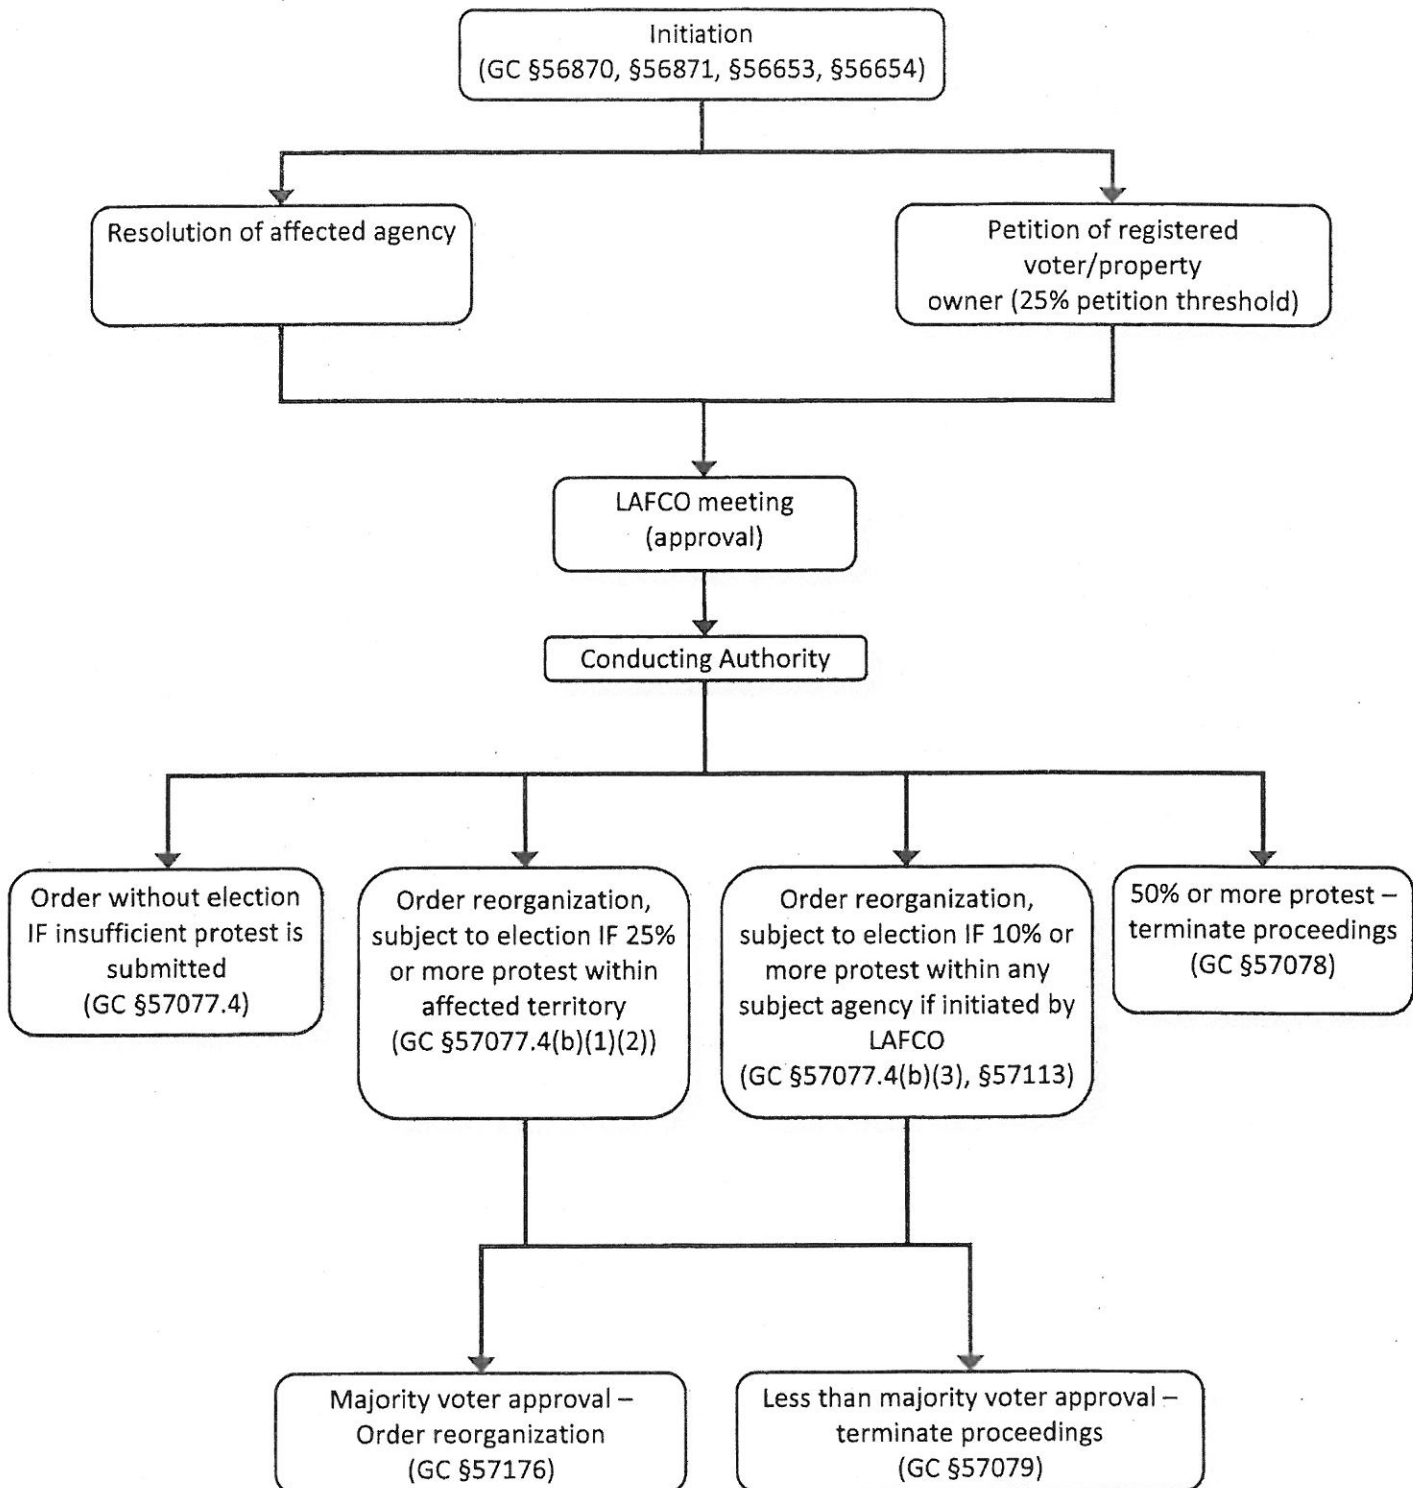 Initiation
(GC §56870, §56871, §56653, §56654)
Resolution of affected agency
Petition of registered
voter/property
owner (25% petition threshold)
LAFCO meeting
(approval)
Conducting Authority
Order without election
IF insufficient protest is
submitted
(GC §57077.4)
Order reorganization,
subject to election IF 25%
or more protest within
affected territory
(GC §57077.4(b)(1)(2))
Order reorganization,
subject to election IF 10% or
more protest within any
subject agency if initiated by
LAFCO
(GC §57077.4(b)(3), §57113)
50% or more protest –
terminate proceedings
(GC §57078)
Majority voter approval –
Order reorganization
(GC §57176)
Less than majority voter approval –
terminate proceedings
(GC §57079)